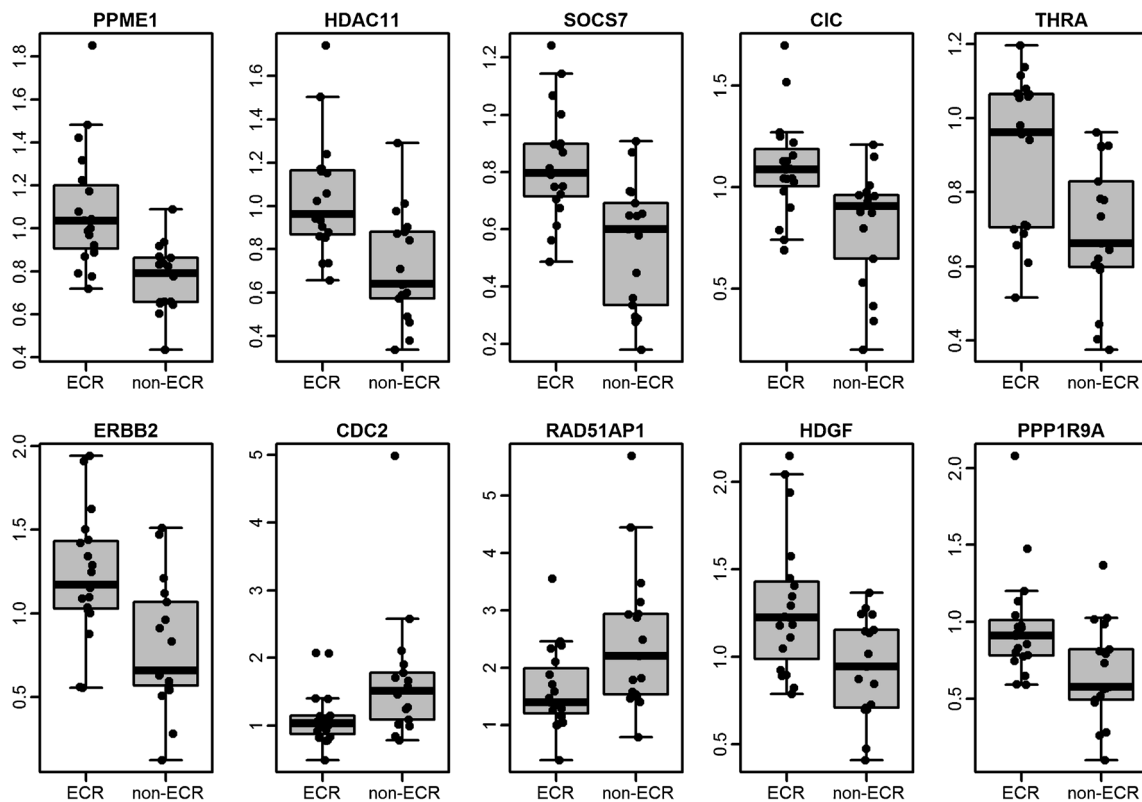 PPME1 HDAC11 SOCS7 CIC THRA
0.4 0.6 0.8 1.0 1.2 1.4 1.6 1.8
ECR non-ECR
0.4 0.6 0.8 1.0 1.2 1.4 1.6
ECR non-ECR
0.2 0.4 0.6 0.8 1.0 1.2
ECR non-ECR
0.5 1.0 1.5
ECR non-ECR
0.4 0.6 0.8 1.0 1.2
ECR non-ECR
ERBB2 CDC2 RAD51AP1 HDGF PPP1R9A
0.5 1.0 1.5 2.0
ECR non-ECR
1 2 3 4 5
ECR non-ECR
1 2 3 4 5
ECR non-ECR
0.5 1.0 1.5 2.0
ECR non-ECR
0.5 1.0 1.5 2.0
ECR non-ECR